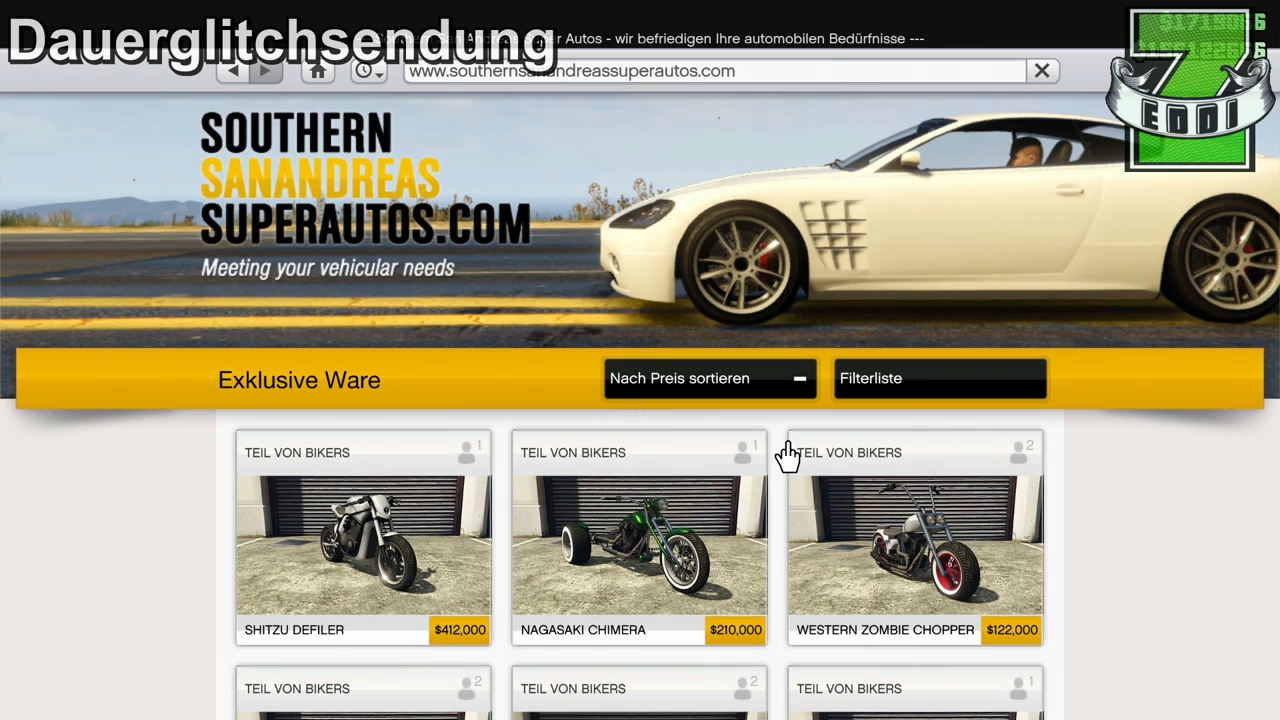 Dauerglitchsendung
Super Autos - wir befriedigen Ihre automobilen Bedürfnisse ---
www.southernsanandreassuperautos.com
EDDI
SOUTHERN
SANANDREAS
SUPERAUTOS.COM
Meeting your vehicular needs
Exklusive Ware
Nach Preis sortieren
Filterliste
TEIL VON BIKERS 1
TEIL VON BIKERS 1
TEIL VON BIKERS 2
SHITZU DEFILER $412,000
NAGASAKI CHIMERA $210,000
WESTERN ZOMBIE CHOPPER $122,000
TEIL VON BIKERS 2
TEIL VON BIKERS 2
TEIL VON BIKERS 1